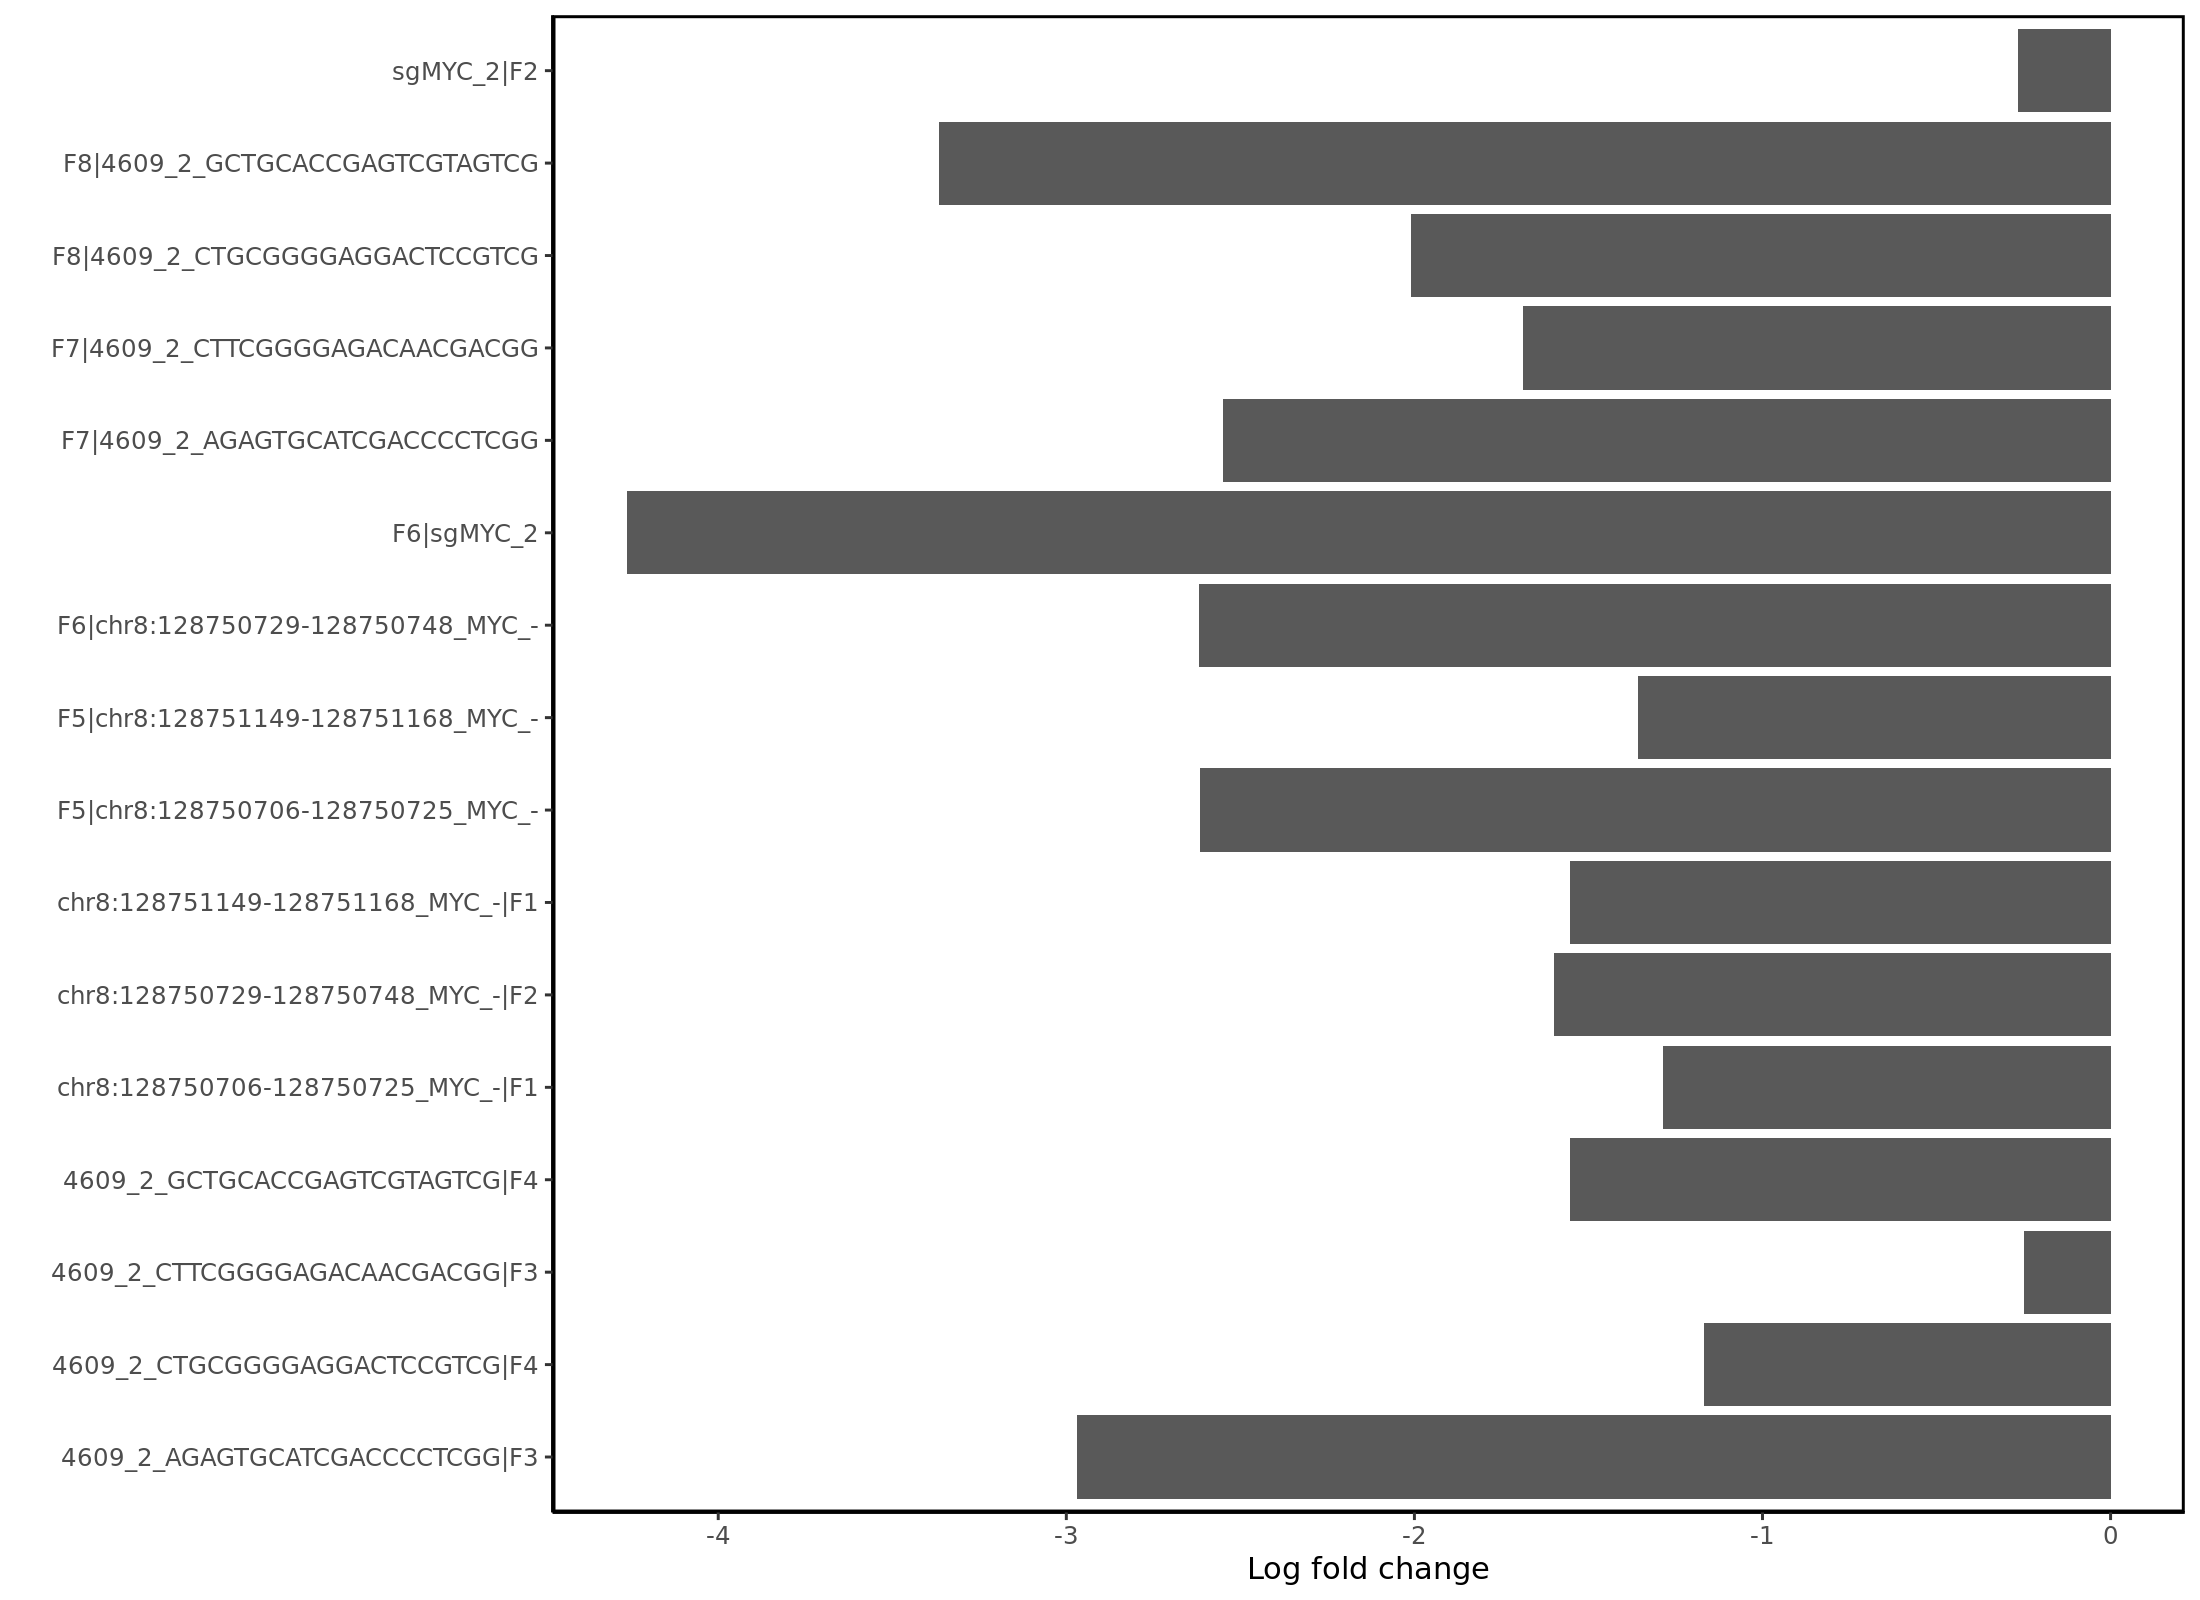 sgMYC_2|F2
F8|4609_2_GCTGCACCGAGTCGTAGTCG
F8|4609_2_CTGCGGGGAGGACTCCGTCG
F7|4609_2_CTTCGGGGAGACAACGACGG
F7|4609_2_AGAGTGCATCGACCCCTCGG
F6|sgMYC_2
F6|chr8:128750729-128750748_MYC_-
F5|chr8:128751149-128751168_MYC_-
F5|chr8:128750706-128750725_MYC_-
chr8:128751149-128751168_MYC_-|F1
chr8:128750729-128750748_MYC_-|F2
chr8:128750706-128750725_MYC_-|F1
4609_2_GCTGCACCGAGTCGTAGTCG|F4
4609_2_CTTCGGGGAGACAACGACGG|F3
4609_2_CTGCGGGGAGGACTCCGTCG|F4
4609_2_AGAGTGCATCGACCCCTCGG|F3
-4 -3 -2 -1 0
Log fold change